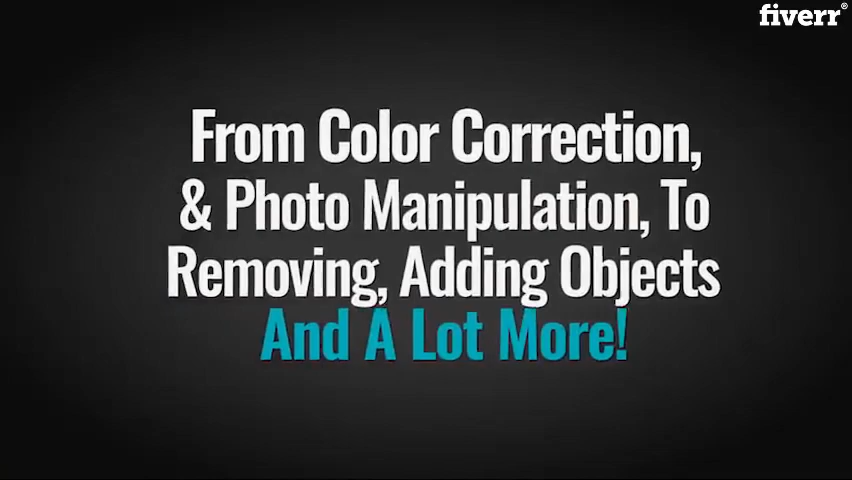 fiverr®
From Color Correction,
& Photo Manipulation, To
Removing, Adding Objects
And A Lot More!